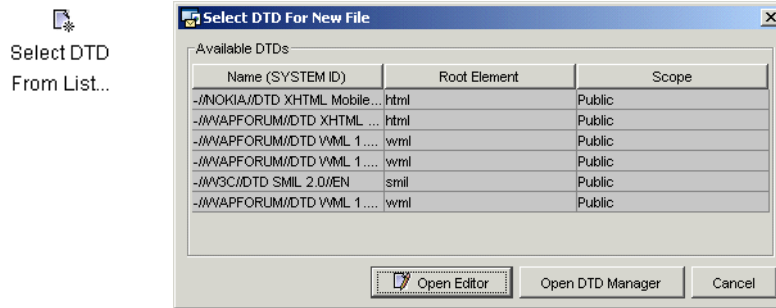 Select DTD
From List...
Select DTD For New File
Available DTDs
Name (SYSTEM ID) Root Element Scope
-//NOKIA//DTD XHTML Mobile... html Public
-//WAPFORUM//DTD XHTML ... html Public
-//WAPFORUM//DTD WML 1.... wml Public
-//WAPFORUM//DTD WML 1.... wml Public
-//W3C//DTD SMIL 2.0//EN smil Public
-//WAPFORUM//DTD WML 1.... wml Public
Open Editor Open DTD Manager Cancel